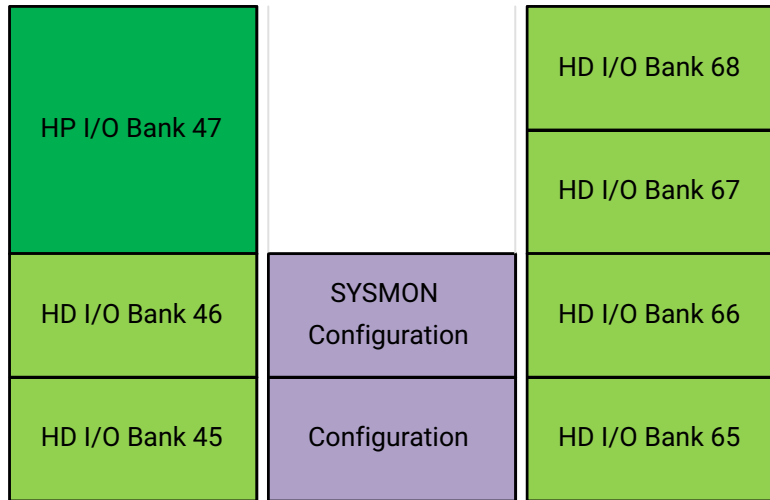 HP I/O Bank 47
HD I/O Bank 46
HD I/O Bank 45
SYSMON
Configuration
Configuration
HD I/O Bank 68
HD I/O Bank 67
HD I/O Bank 66
HD I/O Bank 65